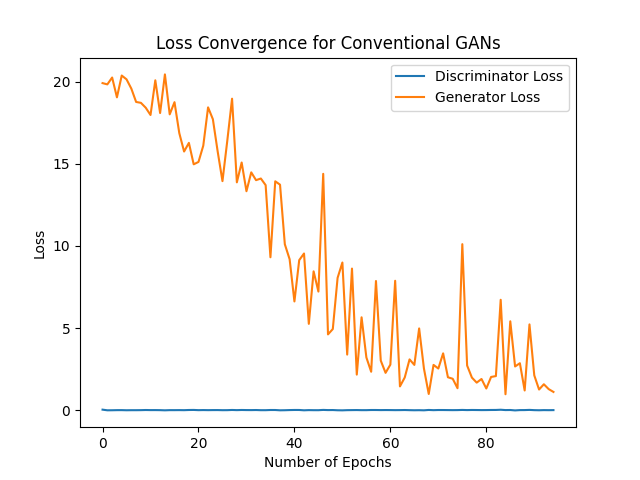 Loss Convergence for Conventional GANs
Discriminator Loss
Generator Loss
20
15
10
5
0
Loss
0 20 40 60 80
Number of Epochs